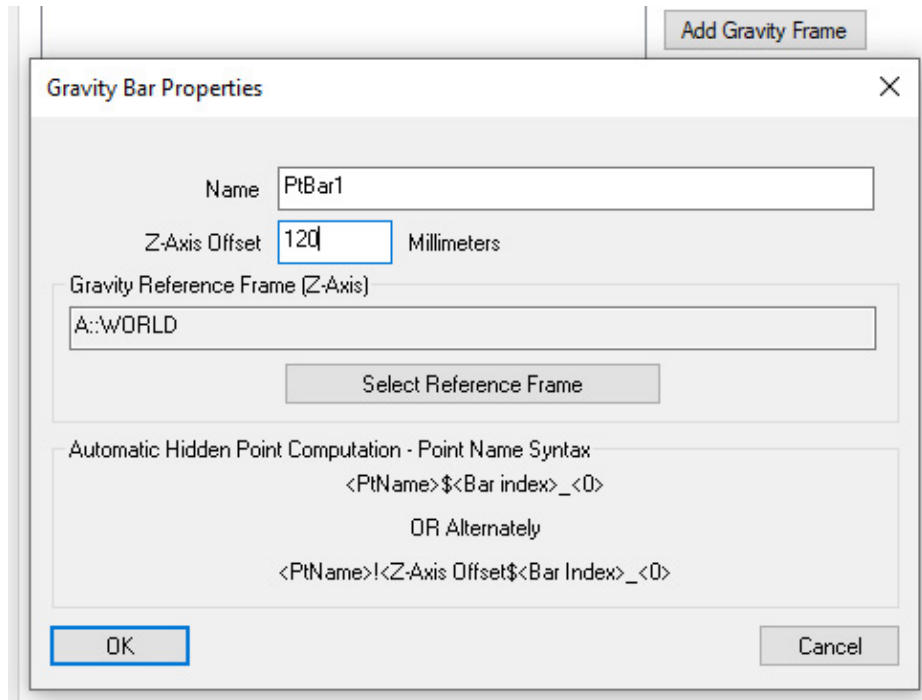 Add Gravity Frame
Gravity Bar Properties
Name PtBar1
Z-Axis Offset 120 Millimeters
Gravity Reference Frame (Z-Axis)
A::WORLD
Select Reference Frame
Automatic Hidden Point Computation - Point Name Syntax
<PtName>$<Bar index>_<0>
OR Alternately
<PtName>!<Z-Axis Offset$<Bar Index>_<0>
OK Cancel